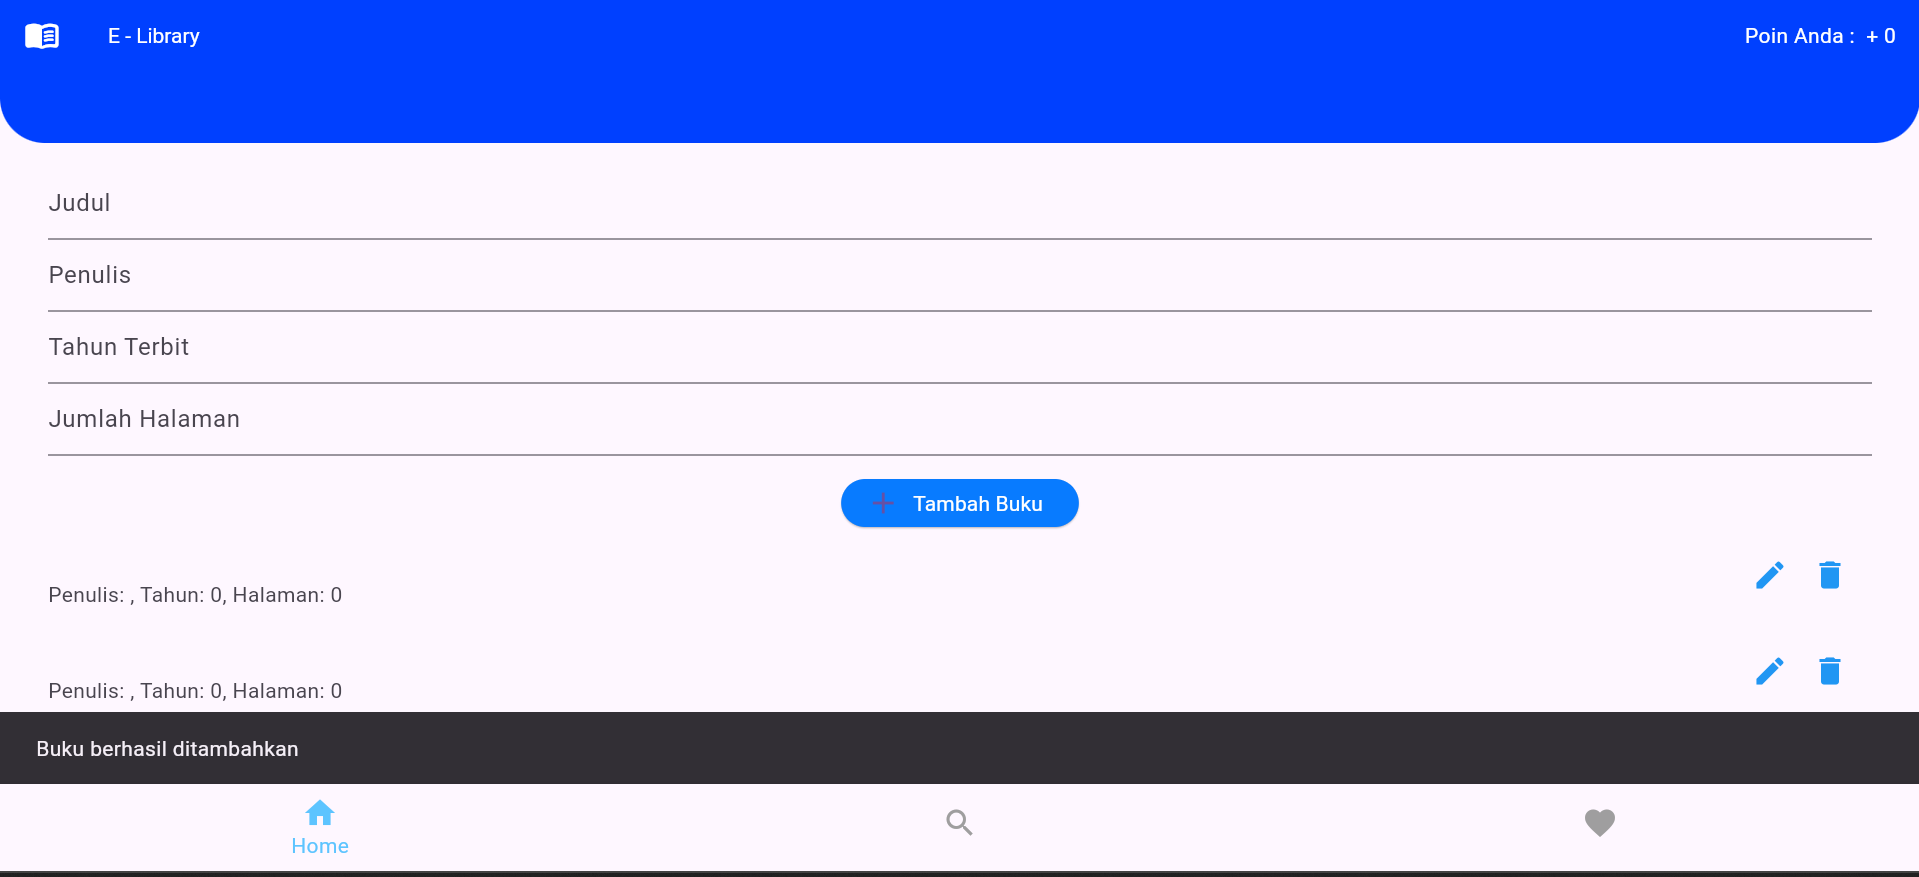 E - Library
Poin Anda : + 0
Judul
Penulis
Tahun Terbit
Jumlah Halaman
Tambah Buku
Penulis: , Tahun: 0, Halaman: 0
Penulis: , Tahun: 0, Halaman: 0
Buku berhasil ditambahkan
Home